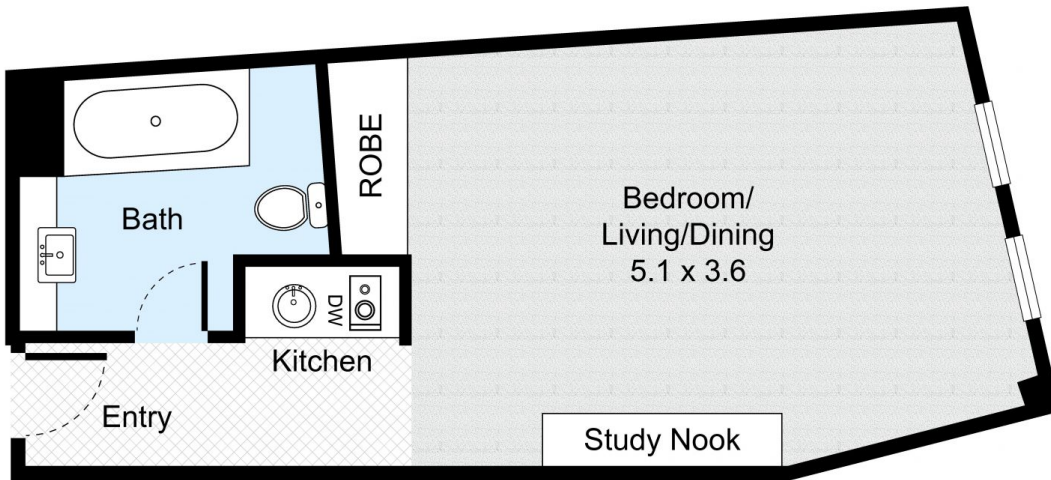 ROBE
Bath
Bedroom/
Living/Dining
5.1 x 3.6
DW
Kitchen
Entry
Study Nook